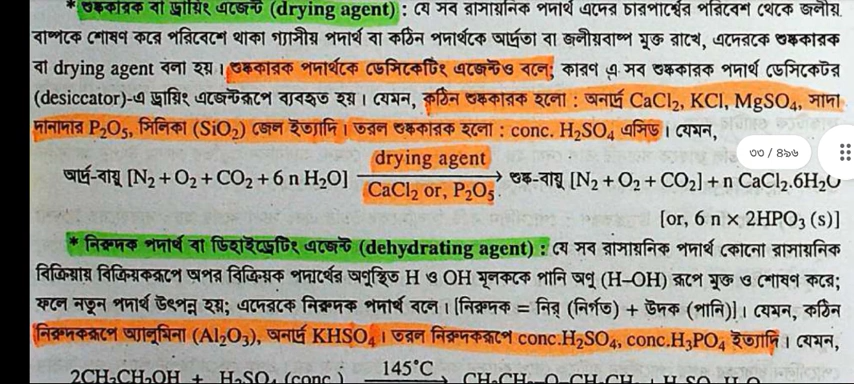 * শুষ্ককারক বা ড্রায়িং এজেন্ট (drying agent) : যে সব রাসায়নিক পদার্থ এদের চারপাশের পরিবেশ থেকে জলীয়
বাষ্পকে শোষণ করে পরিবেশে থাকা গ্যাসীয় পদার্থ বা কঠিন পদার্থকে আর্দ্রতা বা জলীয়বাষ্প মুক্ত রাখে, এদেরকে শুষ্ককারক
বা drying agent বলা হয়। শুষ্ককারক পদার্থকে ডেসিকেটিং এজেন্টও বলে; কারণ এ সব শুষ্ককারক পদার্থ ডেসিকেটর
(desiccator)-এ ড্রায়িং এজেন্টরূপে ব্যবহৃত হয়। যেমন, কঠিন শুষ্ককারক হলো : অনার্দ্র CaCl₂, KCl, MgSO₄, সাদা
দানাদার P₂O₅, সিলিকা (SiO₂) জেল ইত্যাদি। তরল শুষ্ককারক হলো : conc. H₂SO₄ এসিড। যেমন,
৩৩ / ৪৯৬
drying agent
আর্দ্র-বায়ু [N₂ + O₂ + CO₂ + 6 n H₂O] → শুষ্ক-বায়ু [N₂ + O₂ + CO₂] + n CaCl₂.6H₂O
CaCl₂ or, P₂O₅
[or, 6 n × 2HPO₃ (s)]
* নিরুদক পদার্থ বা ডিহাইড্রেটিং এজেন্ট (dehydrating agent) : যে সব রাসায়নিক পদার্থ কোনো রাসায়নিক
বিক্রিয়ায় বিক্রিয়করূপে অপর বিক্রিয়ক পদার্থের অণুস্থিত H ও OH মূলককে পানি অণু (H–OH) রূপে মুক্ত ও শোষণ করে;
ফলে নতুন পদার্থ উৎপন্ন হয়; এদেরকে নিরুদক পদার্থ বলে। [নিরুদক = নির (নির্গত) + উদক (পানি)]। যেমন, কঠিন
নিরুদকরূপে অ্যালুমিনা (Al₂O₃), অনার্দ্র KHSO₄। তরল নিরুদকরূপে conc.H₂SO₄, conc.H₃PO₄ ইত্যাদি। যেমন,
145°C
2CH₃CH₂OH + H₂SO₄ (conc.)